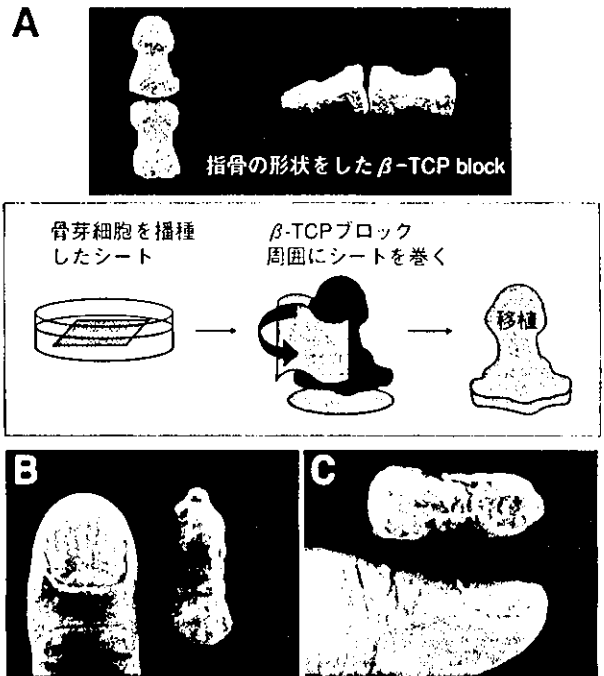 A
指骨の形状をしたβ-TCP block
骨芽細胞を播種
したシート
β-TCPブロック
周囲にシートを巻く
移植
B
C